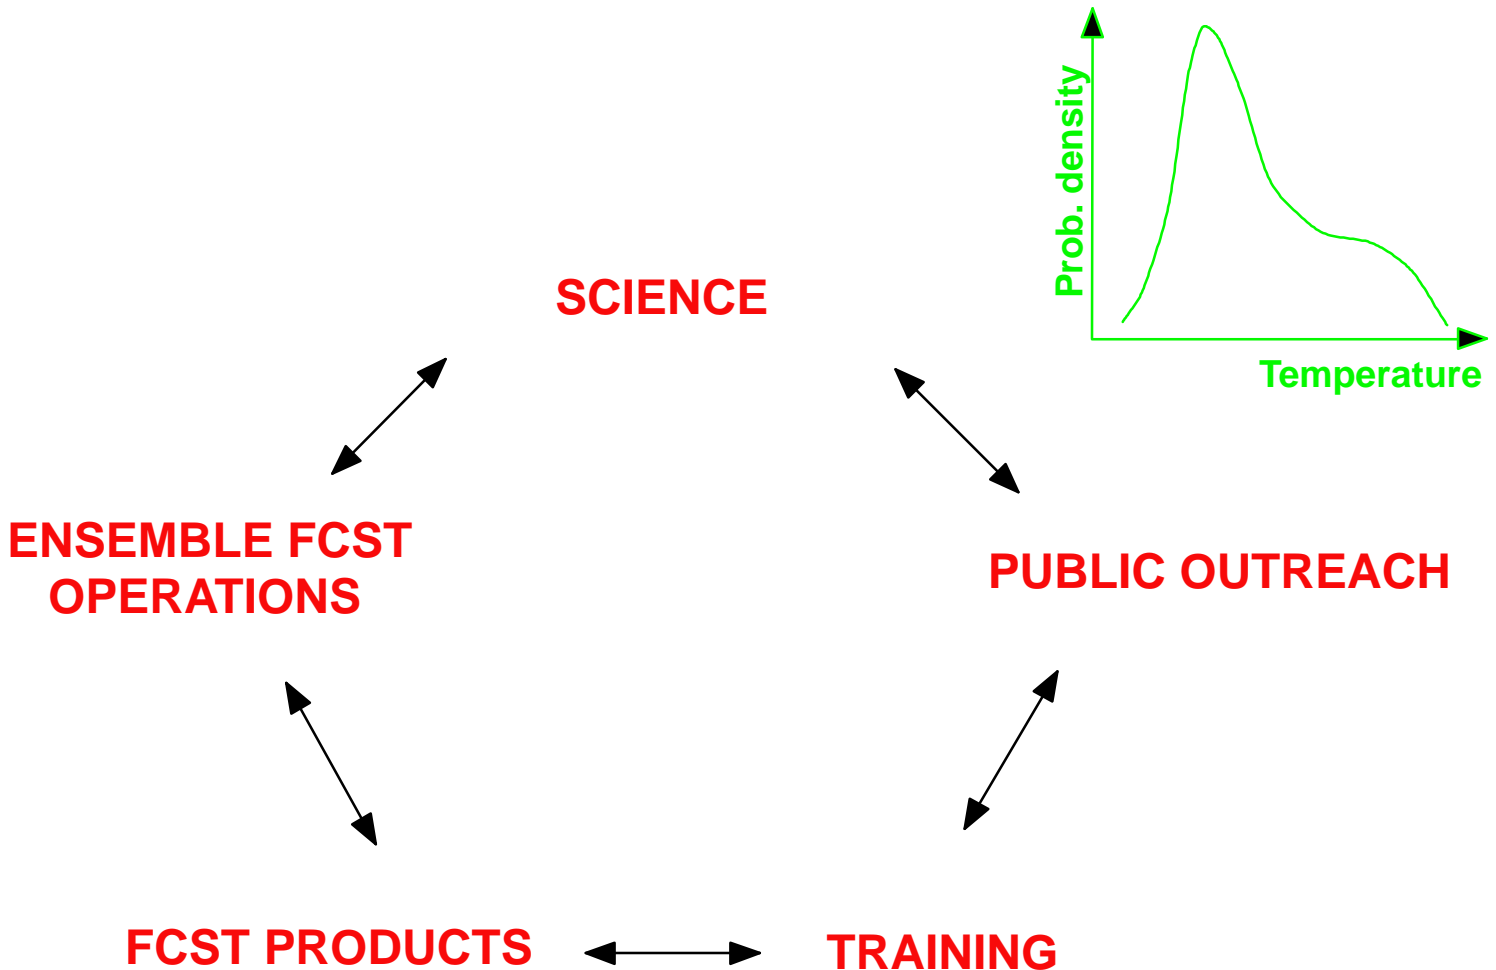 Prob. density
Temperature
SCIENCE
ENSEMBLE FCST
OPERATIONS
PUBLIC OUTREACH
FCST PRODUCTS
TRAINING